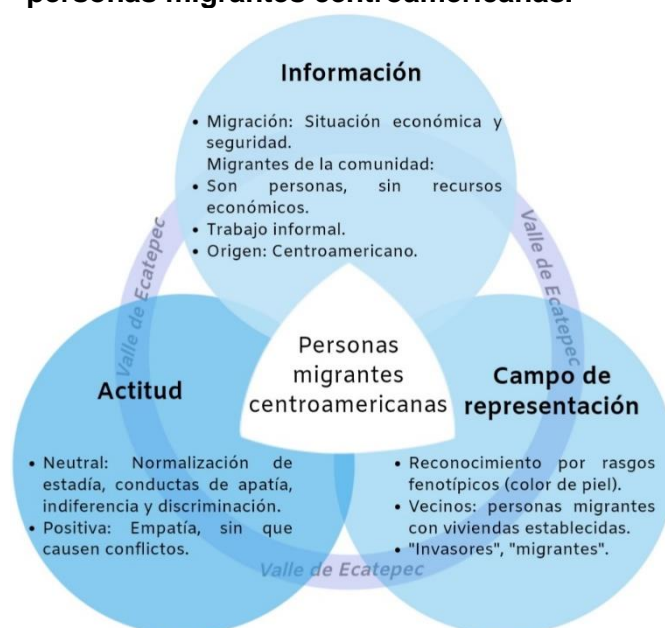 personas migrantes centroamericanas.
Información
• Migración: Situación económica y
seguridad.
Migrantes de la comunidad:
• Son personas, sin recursos
económicos.
• Trabajo informal.
• Origen: Centroamericano.
Valle de Ecatepec
Valle de Ecatepec
Personas
migrantes
centroamericanas
Actitud
• Neutral: Normalización de
estadía, conductas de apatía,
indiferencia y discriminación.
• Positiva: Empatía, sin que
causen conflictos.
Campo de
representación
• Reconocimiento por rasgos
fenotípicos (color de piel).
• Vecinos: personas migrantes
con viviendas establecidas.
• "Invasores", "migrantes".
Valle de Ecatepec